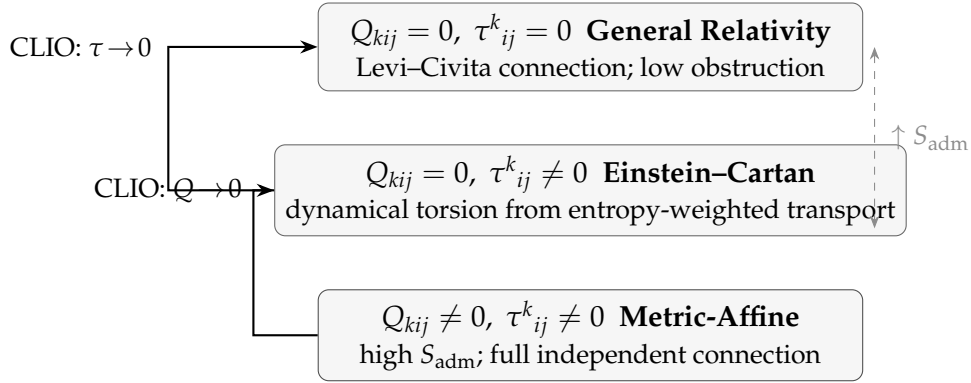 CLIO: τ → 0
Q_{kij} = 0, τ^k_{ij} = 0 General Relativity
Levi–Civita connection; low obstruction
↑ S_adm
CLIO: Q → 0
Q_{kij} = 0, τ^k_{ij} ≠ 0 Einstein–Cartan
dynamical torsion from entropy-weighted transport
Q_{kij} ≠ 0, τ^k_{ij} ≠ 0 Metric-Affine
high S_adm; full independent connection